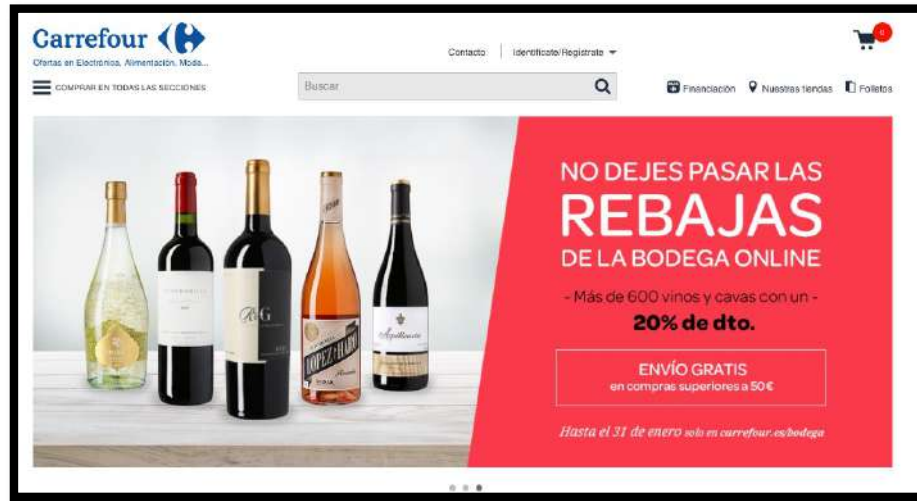 Carrefour
Ofertas en Electrónica, Alimentación, Moda...
Contacto
Identifícate/Regístrate
0
COMPRAR EN TODAS LAS SECCIONES
Buscar
Financiación
Nuestras tiendas
Folletos
NO DEJES PASAR LAS
REBAJAS
DE LA BODEGA ONLINE
- Más de 600 vinos y cavas con un -
20% de dto.
ENVÍO GRATIS
en compras superiores a 50€
Hasta el 31 de enero solo en carrefour.es/bodega
R&G
LOPEZ DE HARO
RIOJA